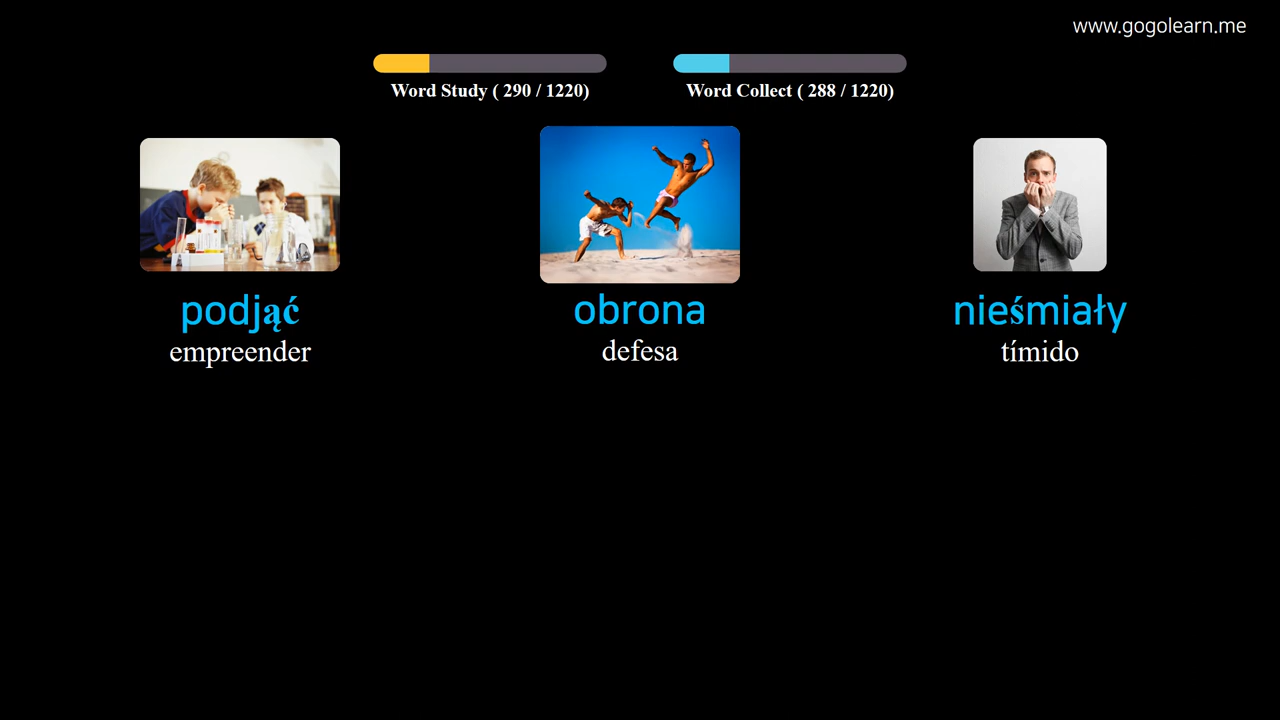 www.gogolearn.me
Word Study ( 290 / 1220)
Word Collect ( 288 / 1220)
podjąć
empreender
obrona
defesa
nieśmiały
tímido